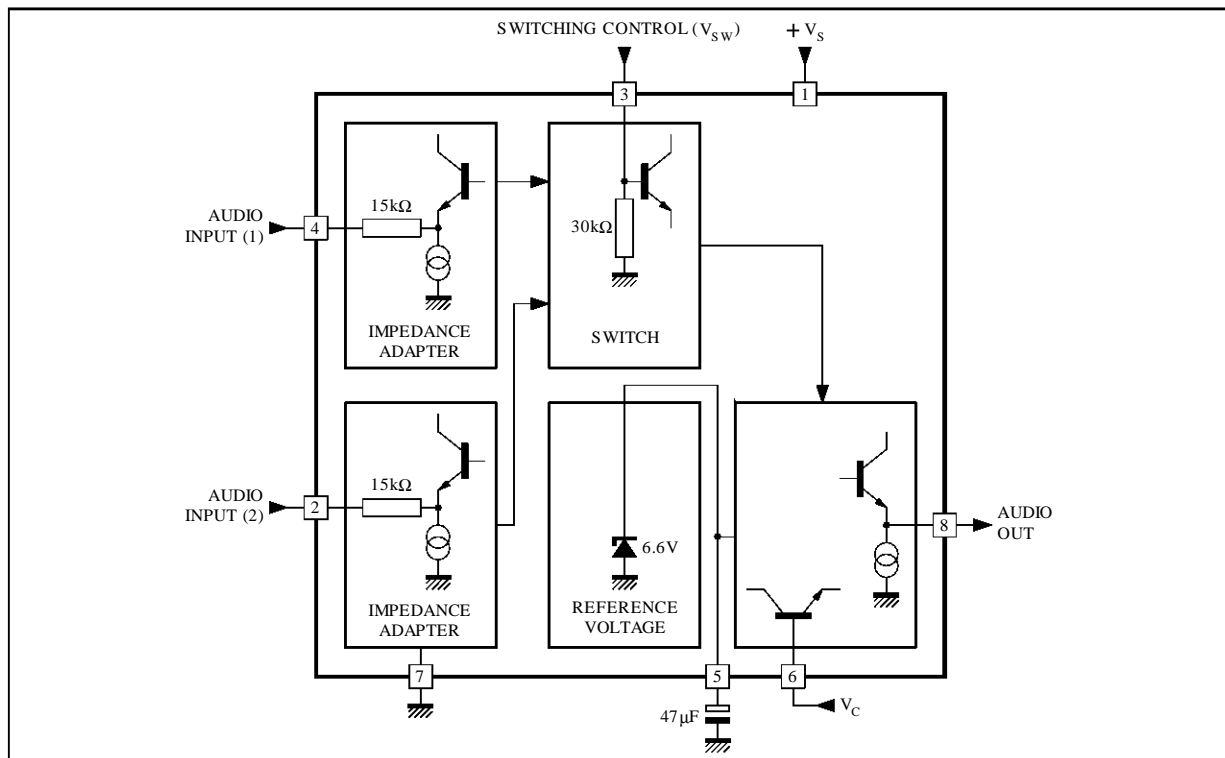 SWITCHING CONTROL (VSW)
+ VS
3
1
15kΩ
AUDIO
INPUT (1)
4
30kΩ
IMPEDANCE
ADAPTER
SWITCH
15kΩ
AUDIO
INPUT (2)
2
6.6V
8
AUDIO
OUT
IMPEDANCE
ADAPTER
REFERENCE
VOLTAGE
7
5
6
47µF
VC